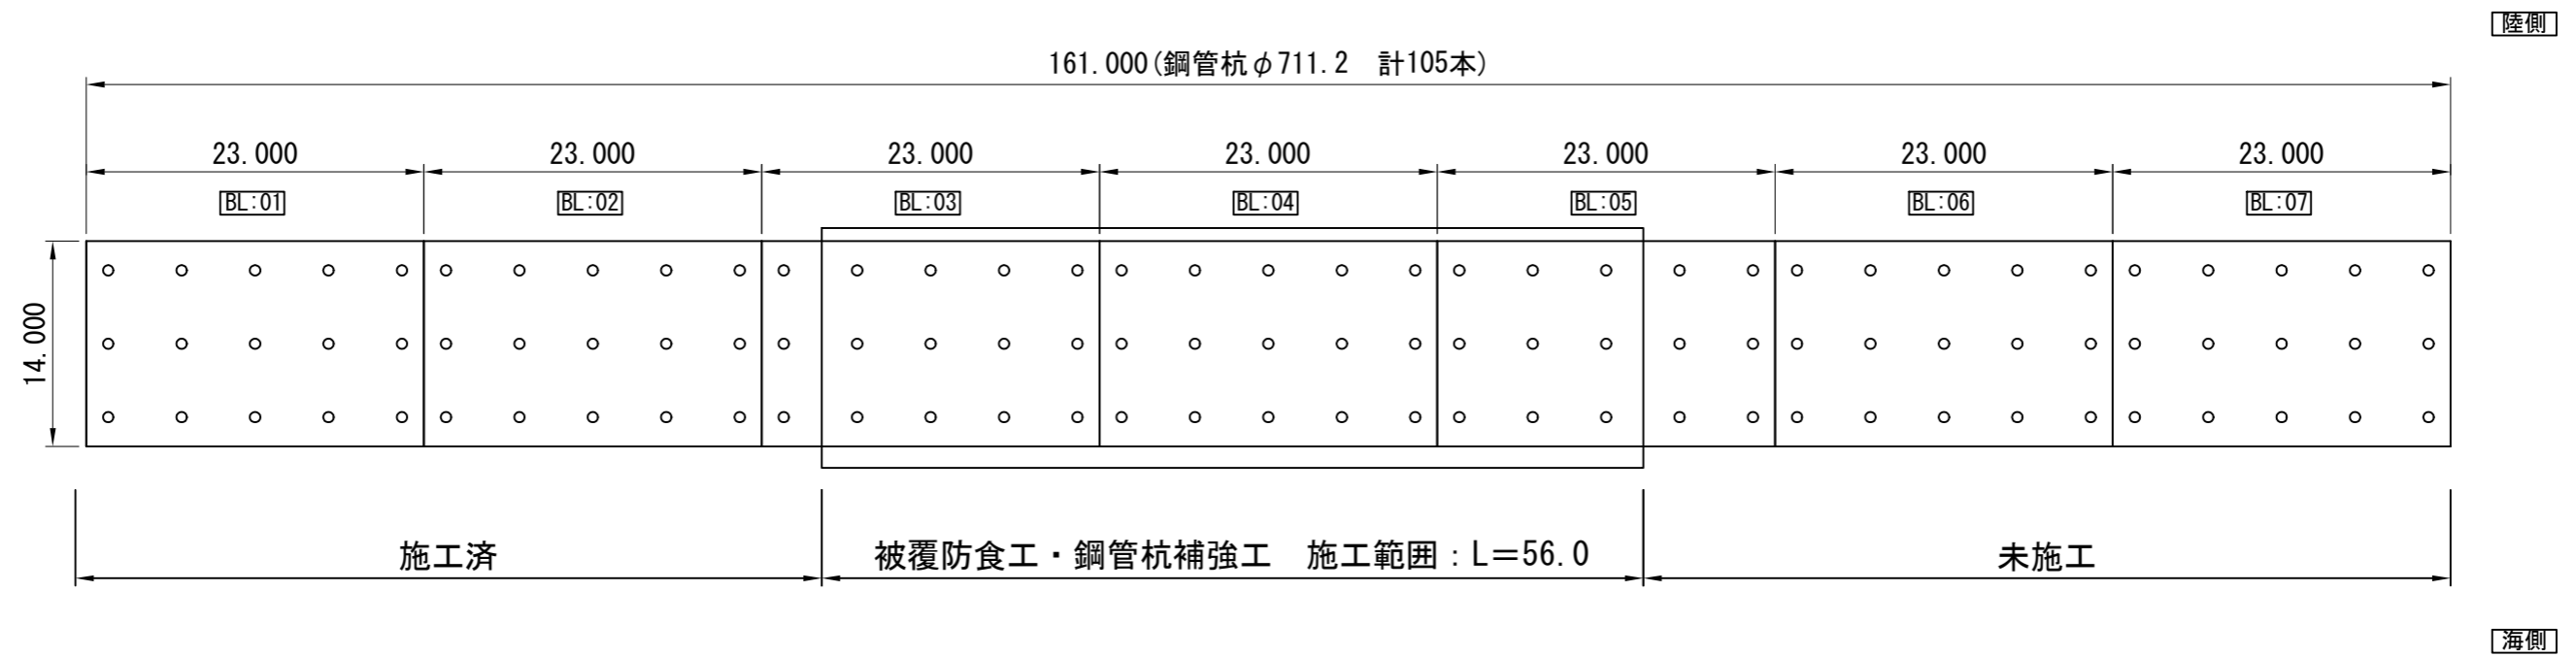 陸側
161.000(鋼管杭φ711.2　計105本)
23.000 23.000 23.000 23.000 23.000 23.000 23.000
BL:01 BL:02 BL:03 BL:04 BL:05 BL:06 BL:07
14.000
施工済 被覆防食工・鋼管杭補強工　施工範囲：L＝56.0 未施工
海側